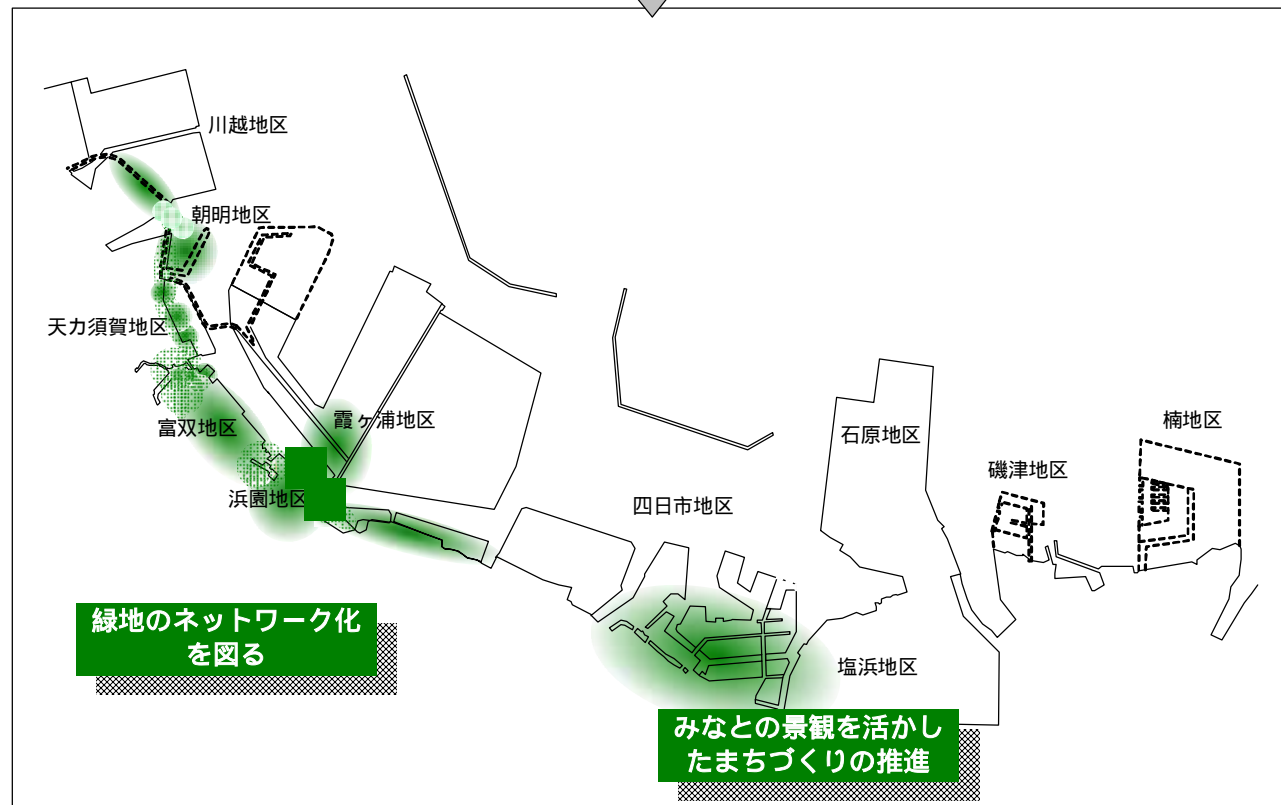 川越地区
朝明地区
天力須賀地区
富双地区
霞ヶ浦地区
浜園地区
四日市地区
石原地区
磯津地区
楠地区
塩浜地区
緑地のネットワーク化
を図る
みなとの景観を活かし
たまちづくりの推進